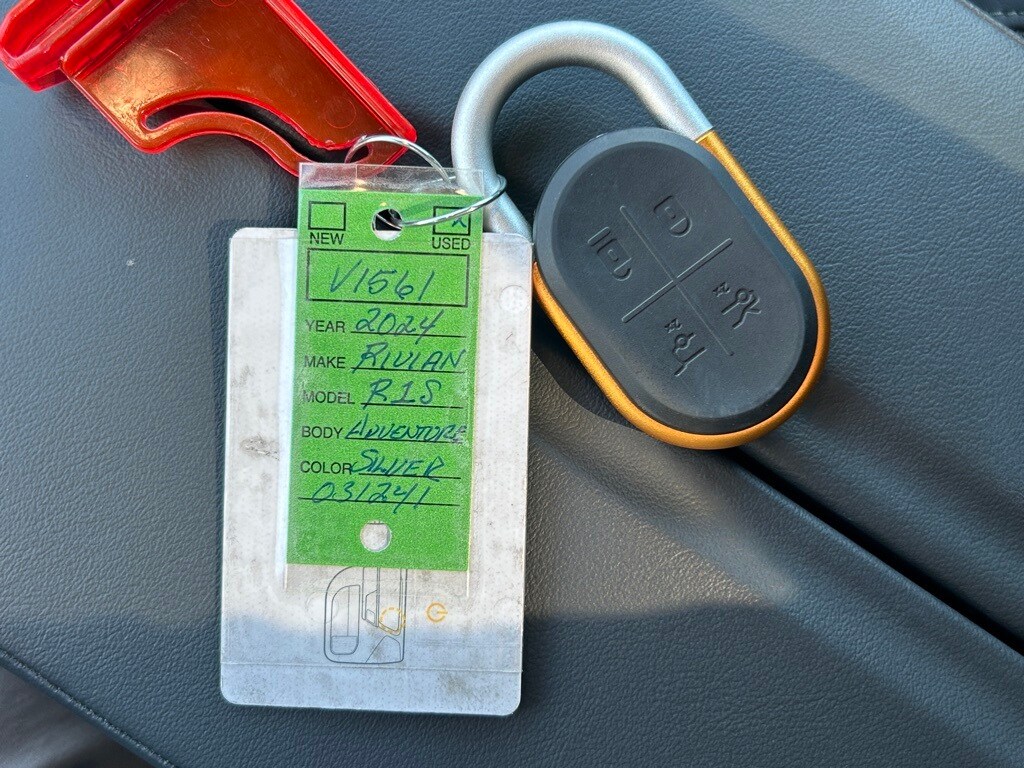 NEW USED
V1561
YEAR 2024
MAKE RIVIAN
MODEL R1S
BODY ADVENTURE
COLOR SILVER
031241